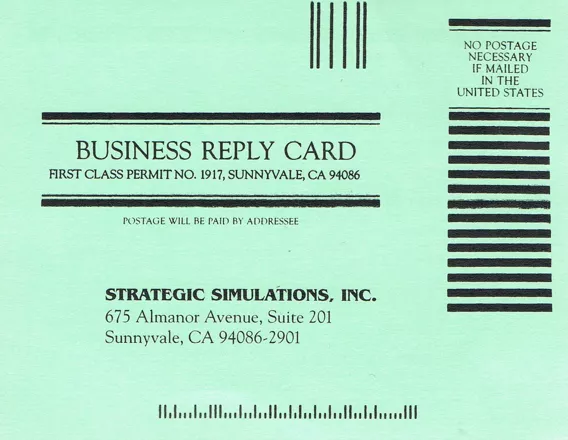 NO POSTAGE
NECESSARY
IF MAILED
IN THE
UNITED STATES
BUSINESS REPLY CARD
FIRST CLASS PERMIT NO. 1917, SUNNYVALE, CA 94086
POSTAGE WILL BE PAID BY ADDRESSEE
STRATEGIC SIMULATIONS, INC.
675 Almanor Avenue, Suite 201
Sunnyvale, CA 94086-2901